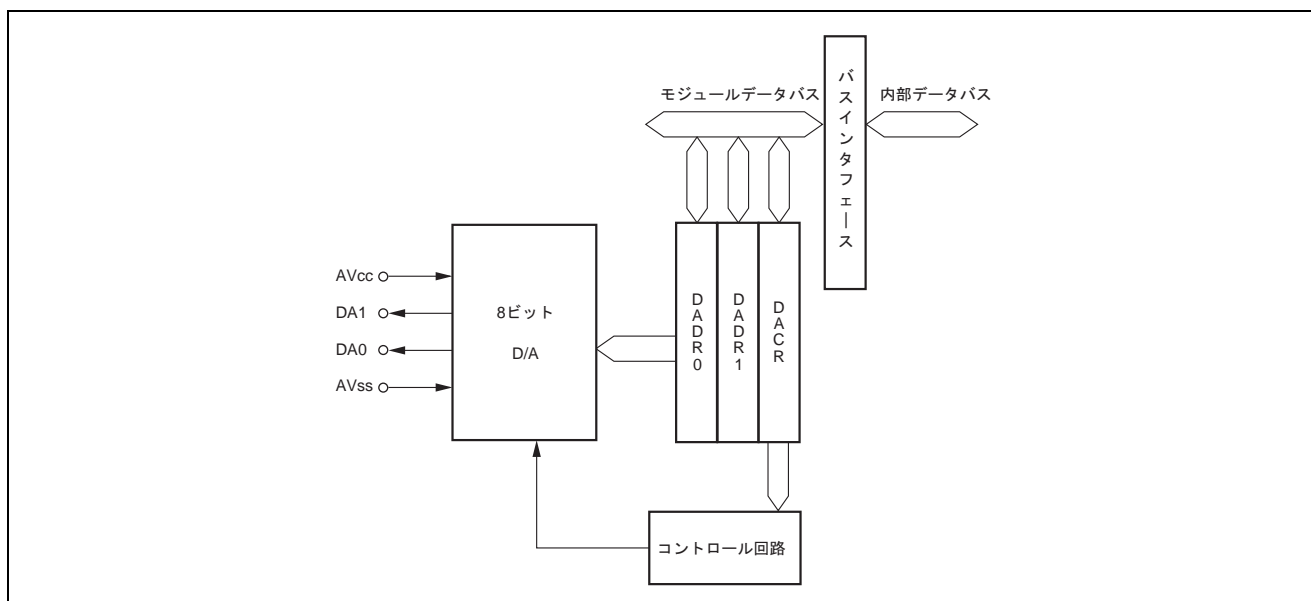 モジュールデータバス
バスインタフェース
内部データバス
AVcc
DA1
DA0
AVss
8ビット
D/A
DADR0
DADR1
DACR
コントロール回路